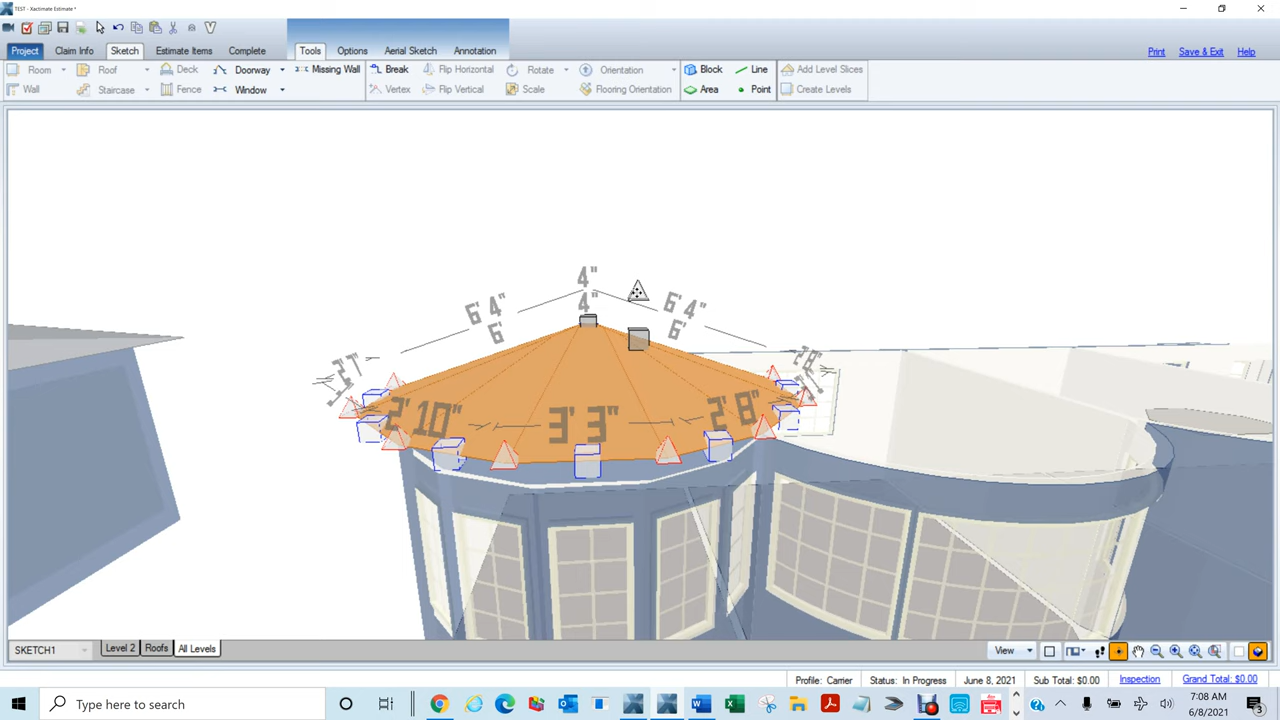 TEST - Xactimate Estimate*
Project Claim Info Sketch Estimate Items Complete Tools Options Aerial Sketch Annotation Print Save & Exit Help
Room Roof Deck Doorway Missing Wall Break Flip Horizontal Rotate Orientation Block Line Add Level Slices
Wall Staircase Fence Window Vertex Flip Vertical Scale Flooring Orientation Area Point Create Levels
4"
6' 4" 4" 6' 4"
6' 6'
2' 10" 3' 3" 2' 8"
SKETCH1 Level 2 Roofs All Levels View
Profile: Carrier Status: In Progress June 8, 2021 Sub Total: $0.00 Inspection Grand Total: $0.00
Type here to search
7:08 AM
6/8/2021
3